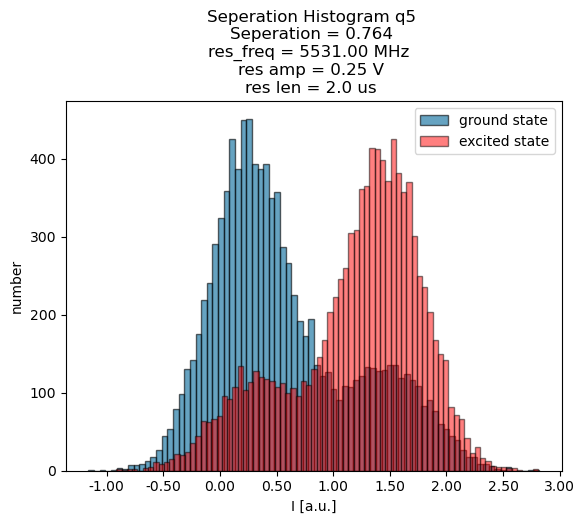 Seperation Histogram q5
Seperation = 0.764
res_freq = 5531.00 MHz
res amp = 0.25 V
res len = 2.0 us
ground state
excited state
400
300
200
100
0
number
-1.00 -0.50 0.00 0.50 1.00 1.50 2.00 2.50 3.00
I [a.u.]